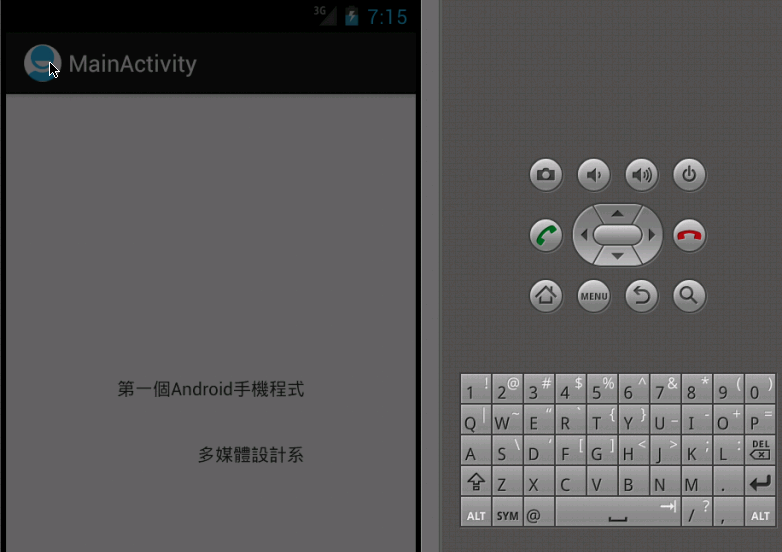 3G 7:15
MainActivity
第一個Android手機程式
多媒體設計系
MENU
1 ! 2 @ 3 # 4 $ 5 % 6 ^ 7 & 8 * 9 ( 0 )
Q | W ~ E “ R ` T { Y } U _ I - O + P =
A S \ D ‘ F [ G ] H < J > K ; L : DEL
Z X C V B N M .
ALT SYM @ / ? , ALT